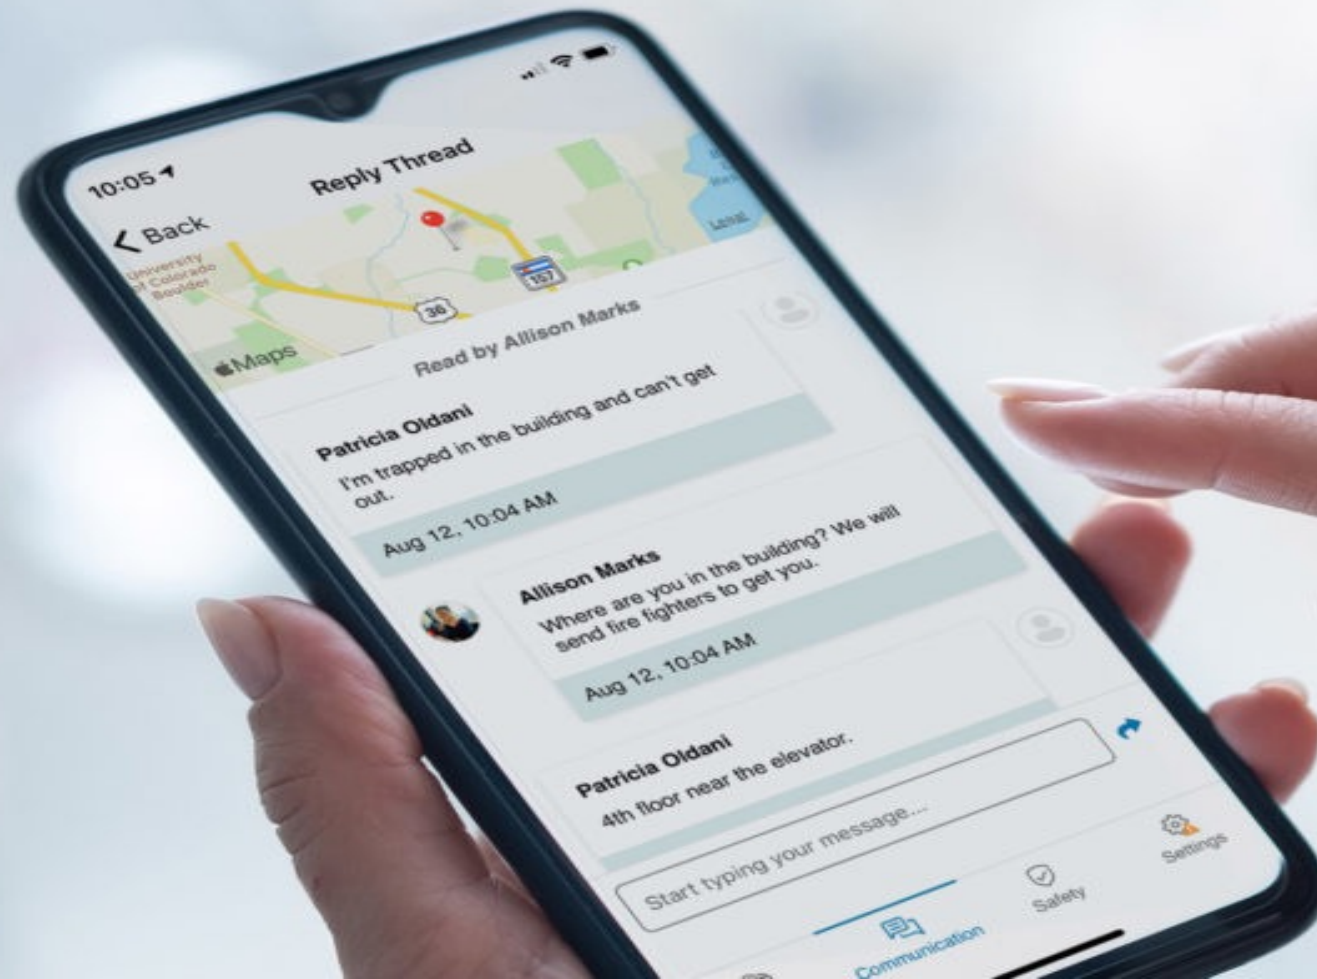 10:05
Reply Thread
Back
University
of Colorado
Boulder
36
157
Legal
Maps
Read by Allison Marks
Patricia Oldani
I'm trapped in the building and can't get
out.
Aug 12, 10:04 AM
Allison Marks
Where are you in the building? We will
send fire fighters to get you.
Aug 12, 10:04 AM
Patricia Oldani
4th floor near the elevator.
Start typing your message...
Communication
Safety
Settings